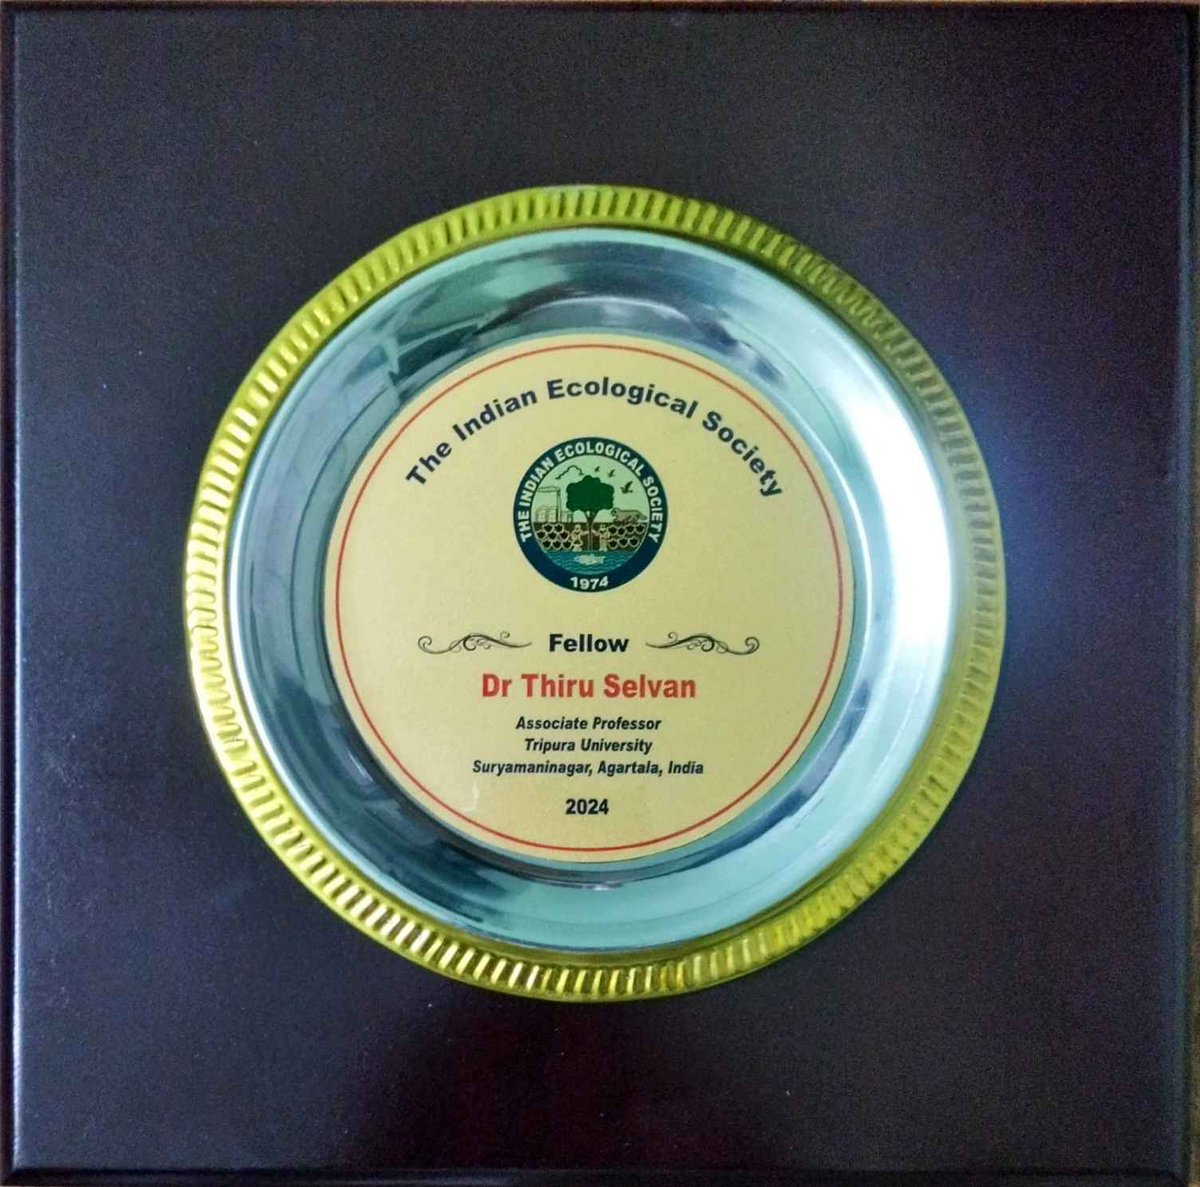 The Indian Ecological Society
THE INDIAN ECOLOGICAL SOCIETY
1974
Fellow
Dr Thiru Selvan
Associate Professor
Tripura University
Suryamaninagar, Agartala, India
2024